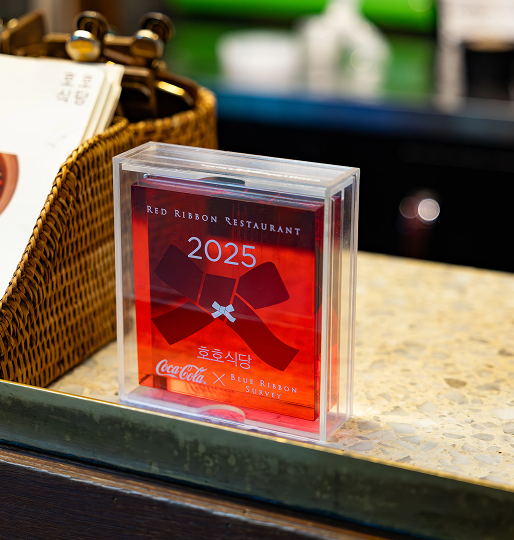 RED RIBBON RESTAURANT
2025
호호식당
Coca-Cola × BLUE RIBBON
SURVEY